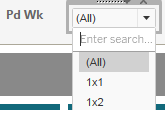 Pd Wk
(All)
Enter search...
(All)
1x1
1x2